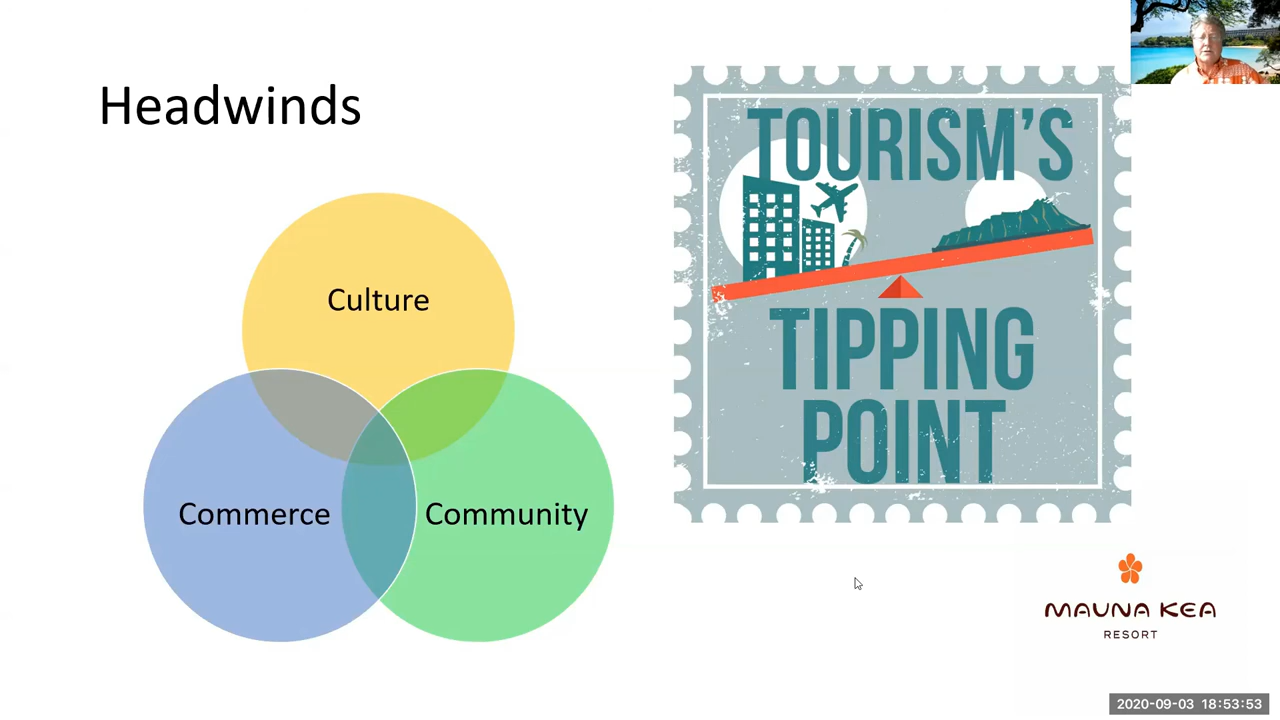 Headwinds
Culture
Commerce
Community
TOURISM'S
TIPPING
POINT
MAUNA KEA
RESORT
2020-09-03 18:53:53